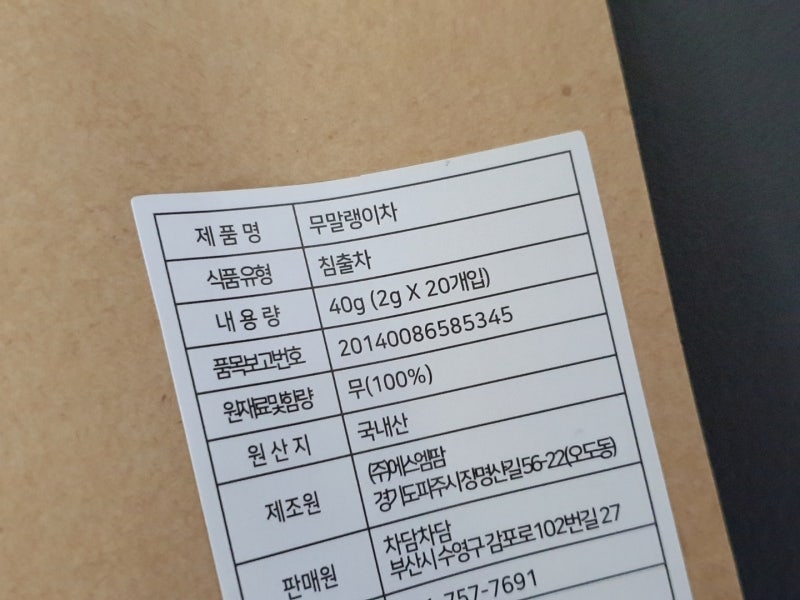 제 품 명 무말랭이차
식품유형 침출차
내 용 량 40g (2g X 20개입)
품목보고번호 20140086585345
원재료및함량 무(100%)
원 산 지 국내산
제조원 (주)에스엠팜
경기도파주시장명산길56-22(오도동)
판매원 차담차담
부산시 수영구 감포로102번길 27
757-7691